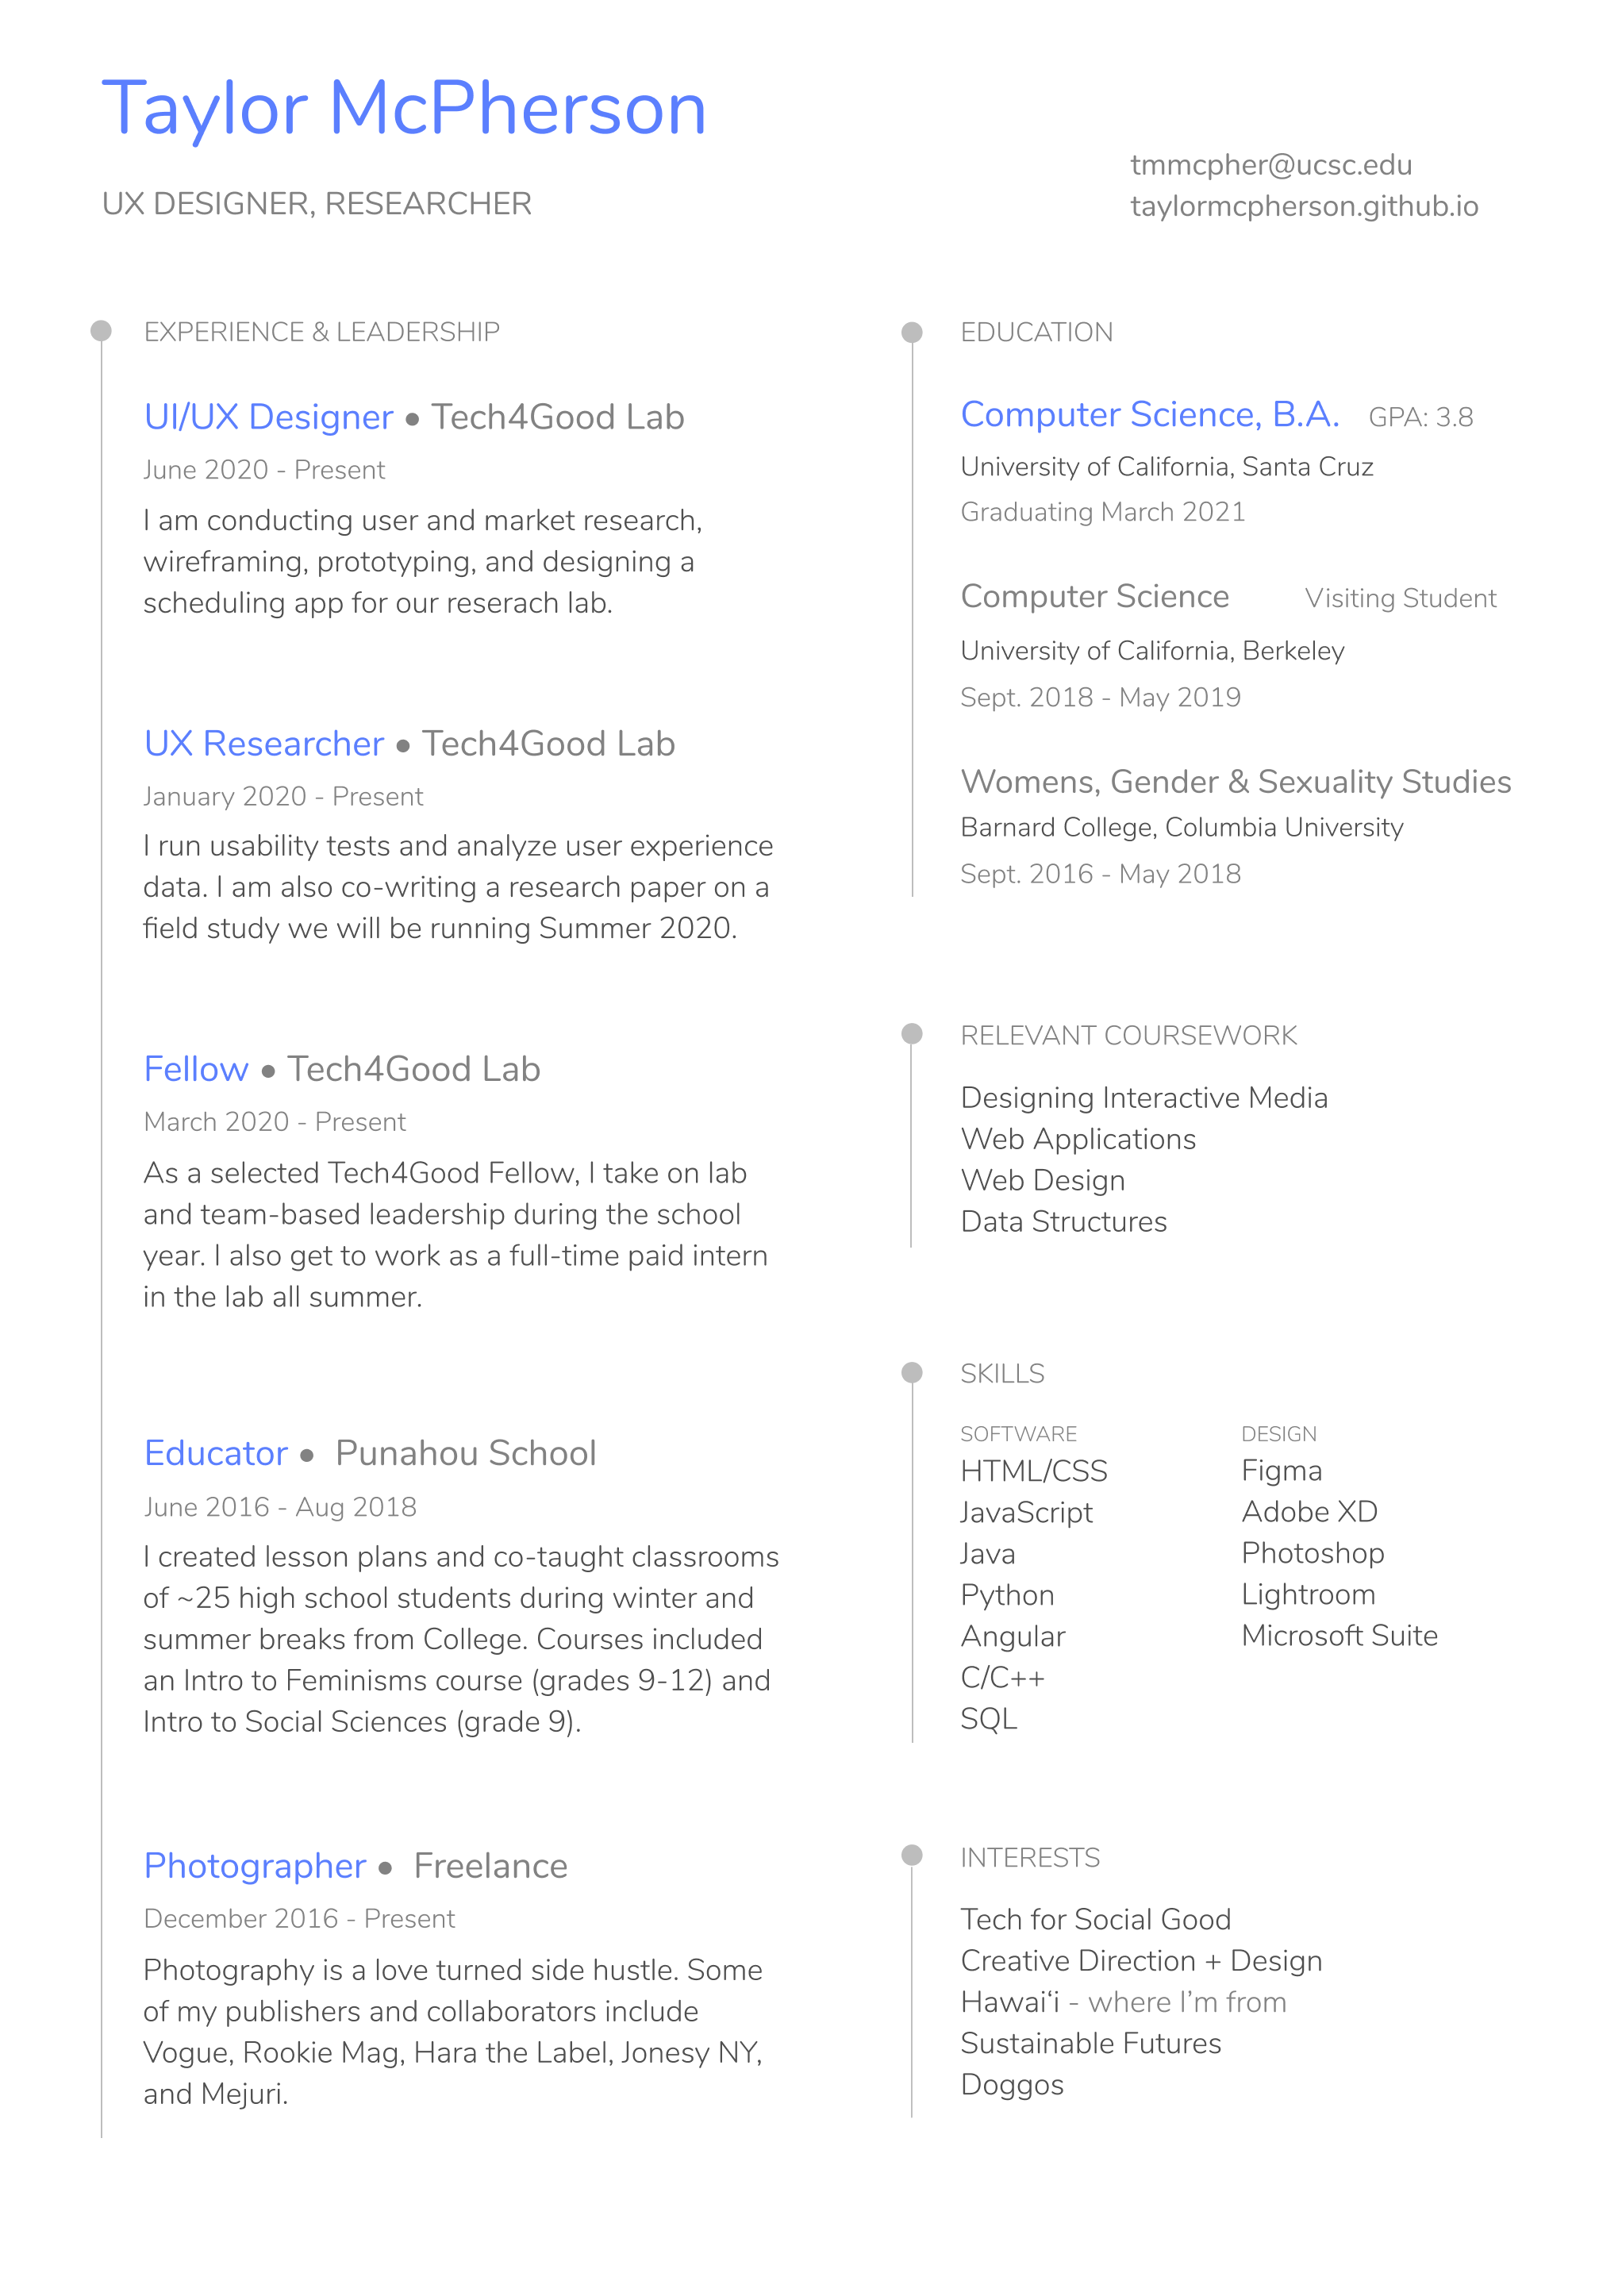 Taylor McPherson
UX DESIGNER, RESEARCHER
tmmcpher@ucsc.edu
taylormcpherson.github.io
EXPERIENCE & LEADERSHIP
UI/UX Designer • Tech4Good Lab
June 2020 - Present
I am conducting user and market research,
wireframing, prototyping, and designing a
scheduling app for our reserach lab.
UX Researcher • Tech4Good Lab
January 2020 - Present
I run usability tests and analyze user experience
data. I am also co-writing a research paper on a
field study we will be running Summer 2020.
Fellow • Tech4Good Lab
March 2020 - Present
As a selected Tech4Good Fellow, I take on lab
and team-based leadership during the school
year. I also get to work as a full-time paid intern
in the lab all summer.
Educator • Punahou School
June 2016 - Aug 2018
I created lesson plans and co-taught classrooms
of ~25 high school students during winter and
summer breaks from College. Courses included
an Intro to Feminisms course (grades 9-12) and
Intro to Social Sciences (grade 9).
Photographer • Freelance
December 2016 - Present
Photography is a love turned side hustle. Some
of my publishers and collaborators include
Vogue, Rookie Mag, Hara the Label, Jonesy NY,
and Mejuri.
EDUCATION
Computer Science, B.A. GPA: 3.8
University of California, Santa Cruz
Graduating March 2021
Computer Science Visiting Student
University of California, Berkeley
Sept. 2018 - May 2019
Womens, Gender & Sexuality Studies
Barnard College, Columbia University
Sept. 2016 - May 2018
RELEVANT COURSEWORK
Designing Interactive Media
Web Applications
Web Design
Data Structures
SKILLS
SOFTWARE
HTML/CSS
JavaScript
Java
Python
Angular
C/C++
SQL
DESIGN
Figma
Adobe XD
Photoshop
Lightroom
Microsoft Suite
INTERESTS
Tech for Social Good
Creative Direction + Design
Hawai‘i - where I’m from
Sustainable Futures
Doggos